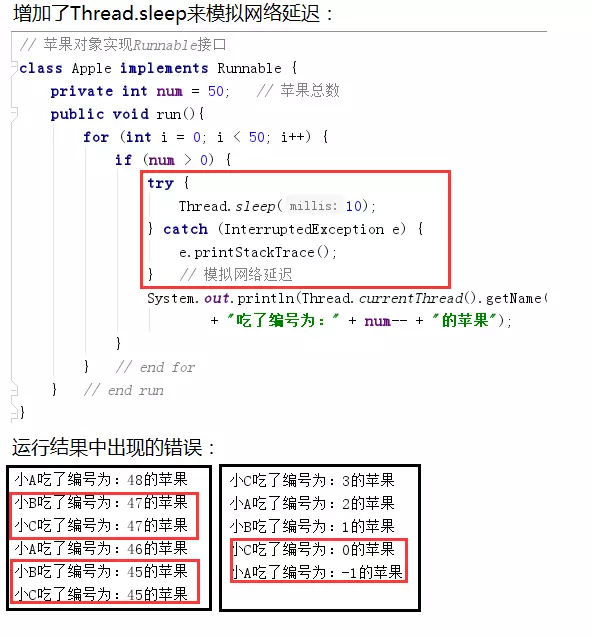 增加了Thread.sleep来模拟网络延迟：
// 苹果对象实现Runnable接口
class Apple implements Runnable {
private int num = 50;   // 苹果总数
public void run(){
for (int i = 0; i < 50; i++) {
if (num > 0) {
try {
Thread.sleep( millis: 10);
} catch (InterruptedException e) {
e.printStackTrace();
}   // 模拟网络延迟
System.out.println(Thread.currentThread().getName(
+ "吃了编号为：" + num-- + "的苹果");
}
}   // end for
}   // end run
}
运行结果中出现的错误：
小A吃了编号为：48的苹果
小B吃了编号为：47的苹果
小C吃了编号为：47的苹果
小A吃了编号为：46的苹果
小B吃了编号为：45的苹果
小C吃了编号为：45的苹果
小C吃了编号为：3的苹果
小A吃了编号为：2的苹果
小B吃了编号为：1的苹果
小C吃了编号为：0的苹果
小A吃了编号为：-1的苹果